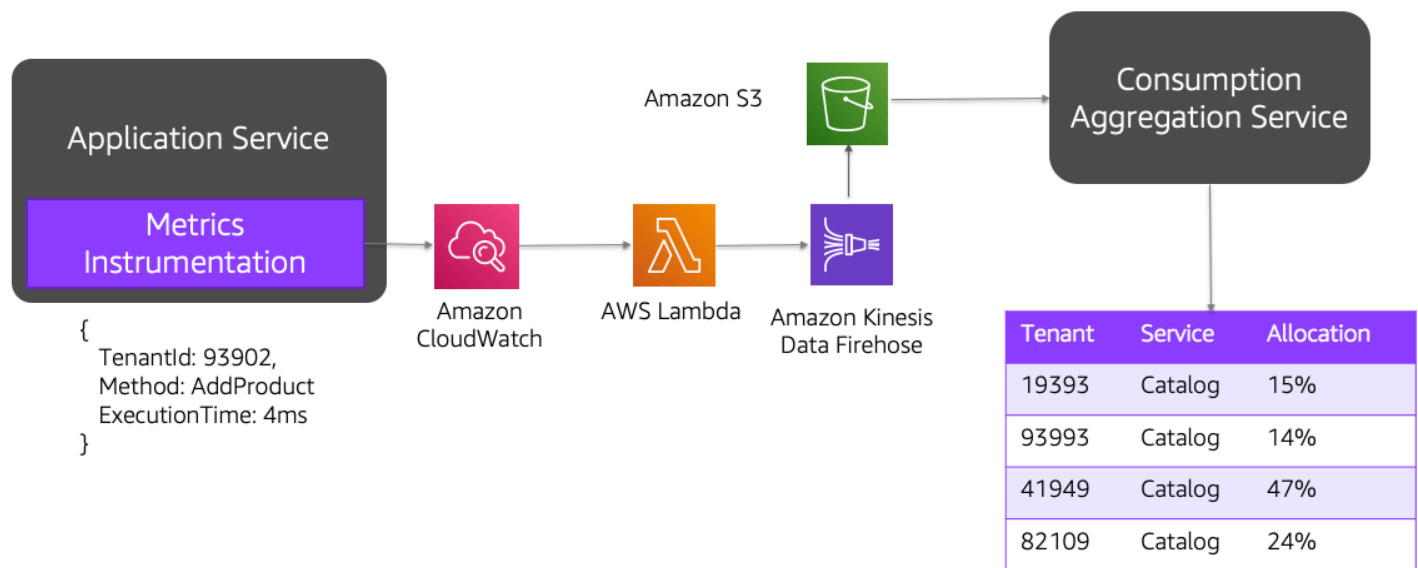 Application Service
Metrics
Instrumentation
{
TenantId: 93902,
Method: AddProduct
ExecutionTime: 4ms
}
Amazon
CloudWatch
AWS Lambda
Amazon Kinesis
Data Firehose
Amazon S3
Consumption
Aggregation Service
Tenant Service Allocation
19393 Catalog 15%
93993 Catalog 14%
41949 Catalog 47%
82109 Catalog 24%